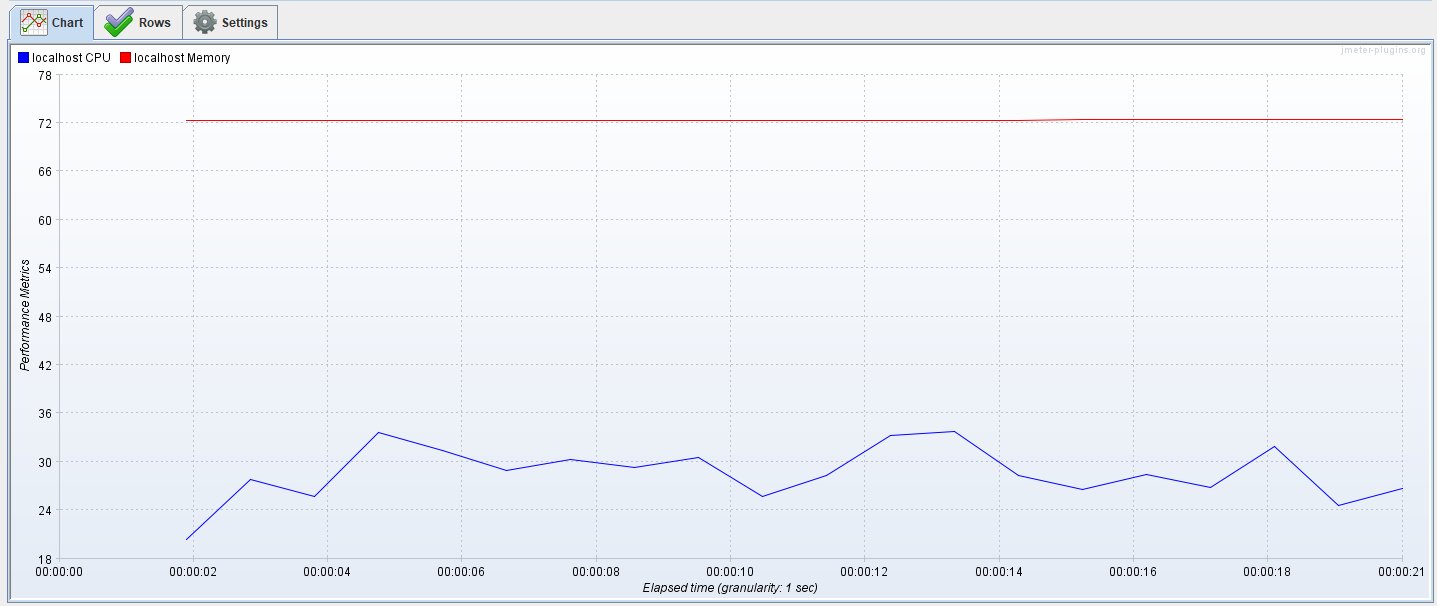 Chart Rows Settings
localhost CPU localhost Memory
jmeter-plugins.org
78
72
66
60
54
48
42
36
30
24
18
Performance Metrics
00:00:00 00:00:02 00:00:04 00:00:06 00:00:08 00:00:10 00:00:12 00:00:14 00:00:16 00:00:18 00:00:21
Elapsed time (granularity: 1 sec)